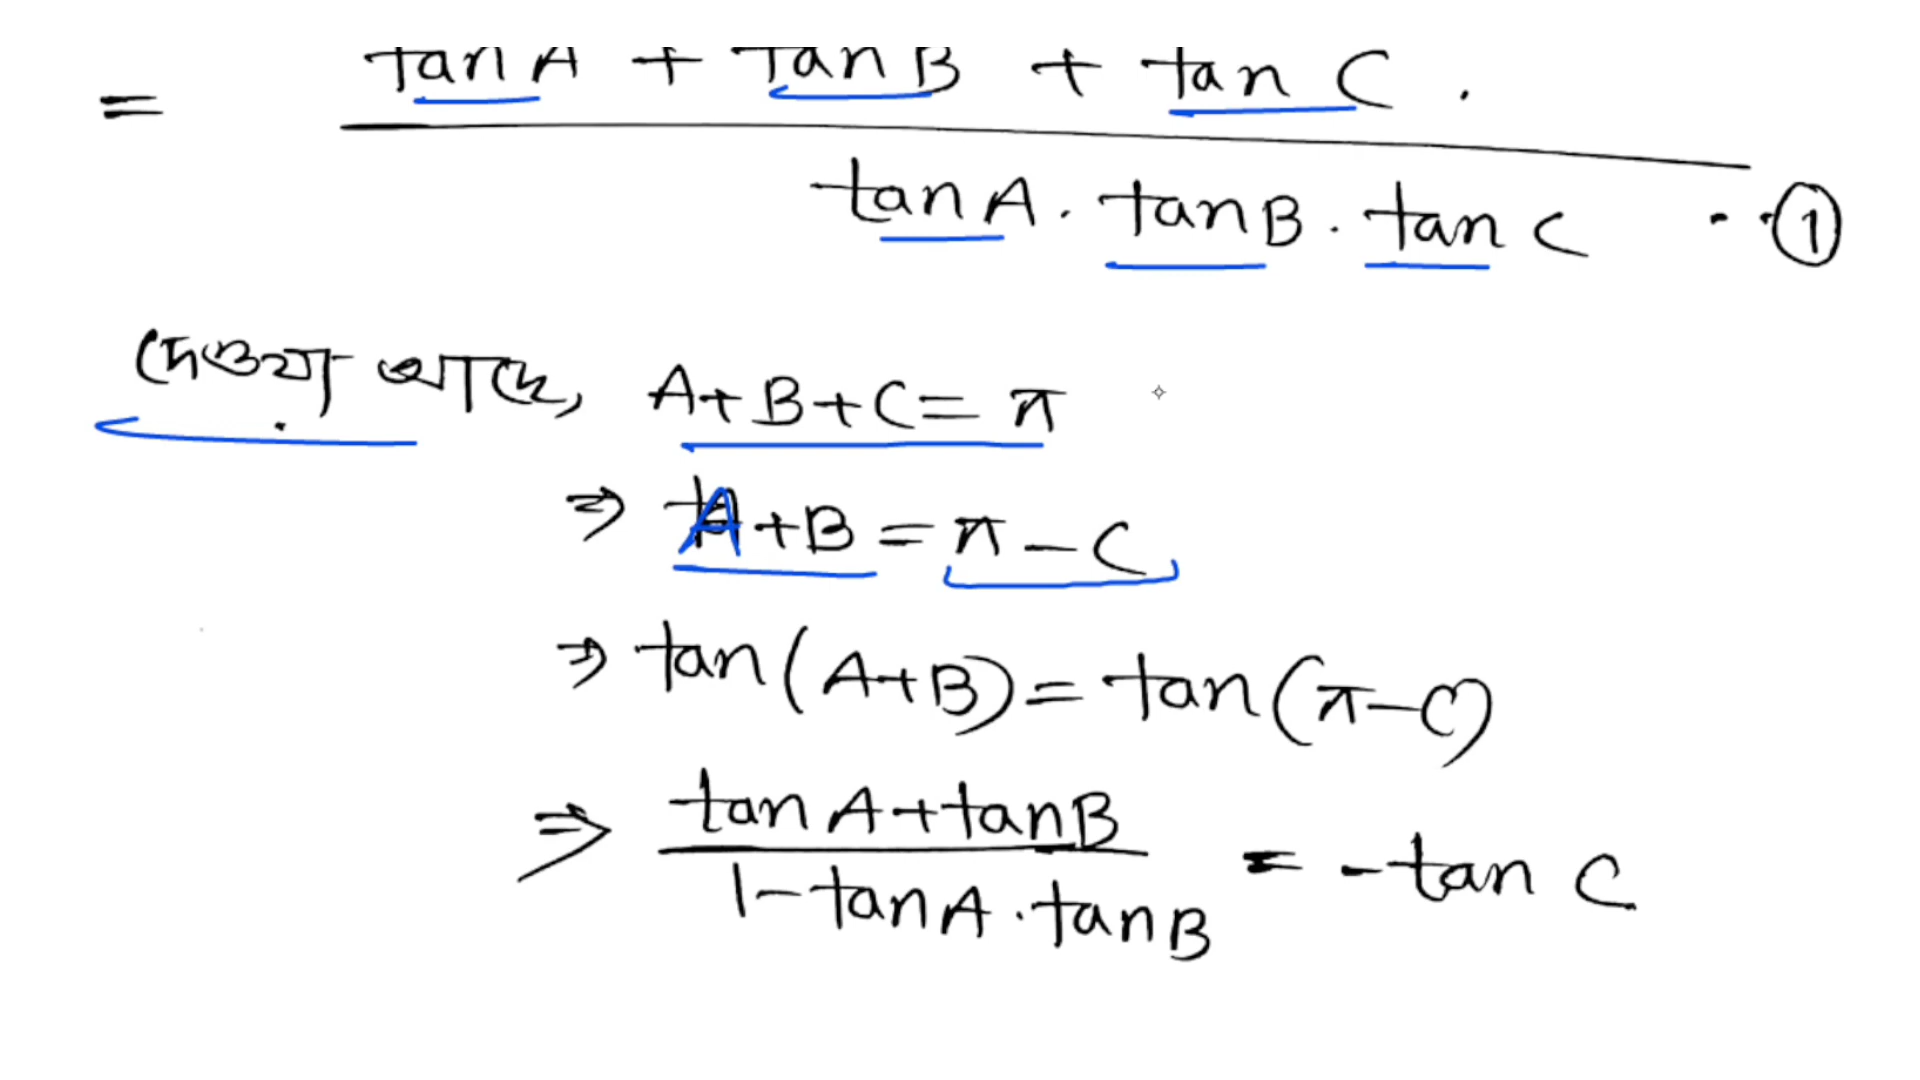 = tan A + tan B + tan C .
tan A . tan B . tan C .. 1
দেওয়া আছে, A+B+C = π
⇒ A+B = π - C
⇒ tan(A+B) = tan(π-C)
⇒ tan A + tan B = - tan C
1 - tan A . tan B